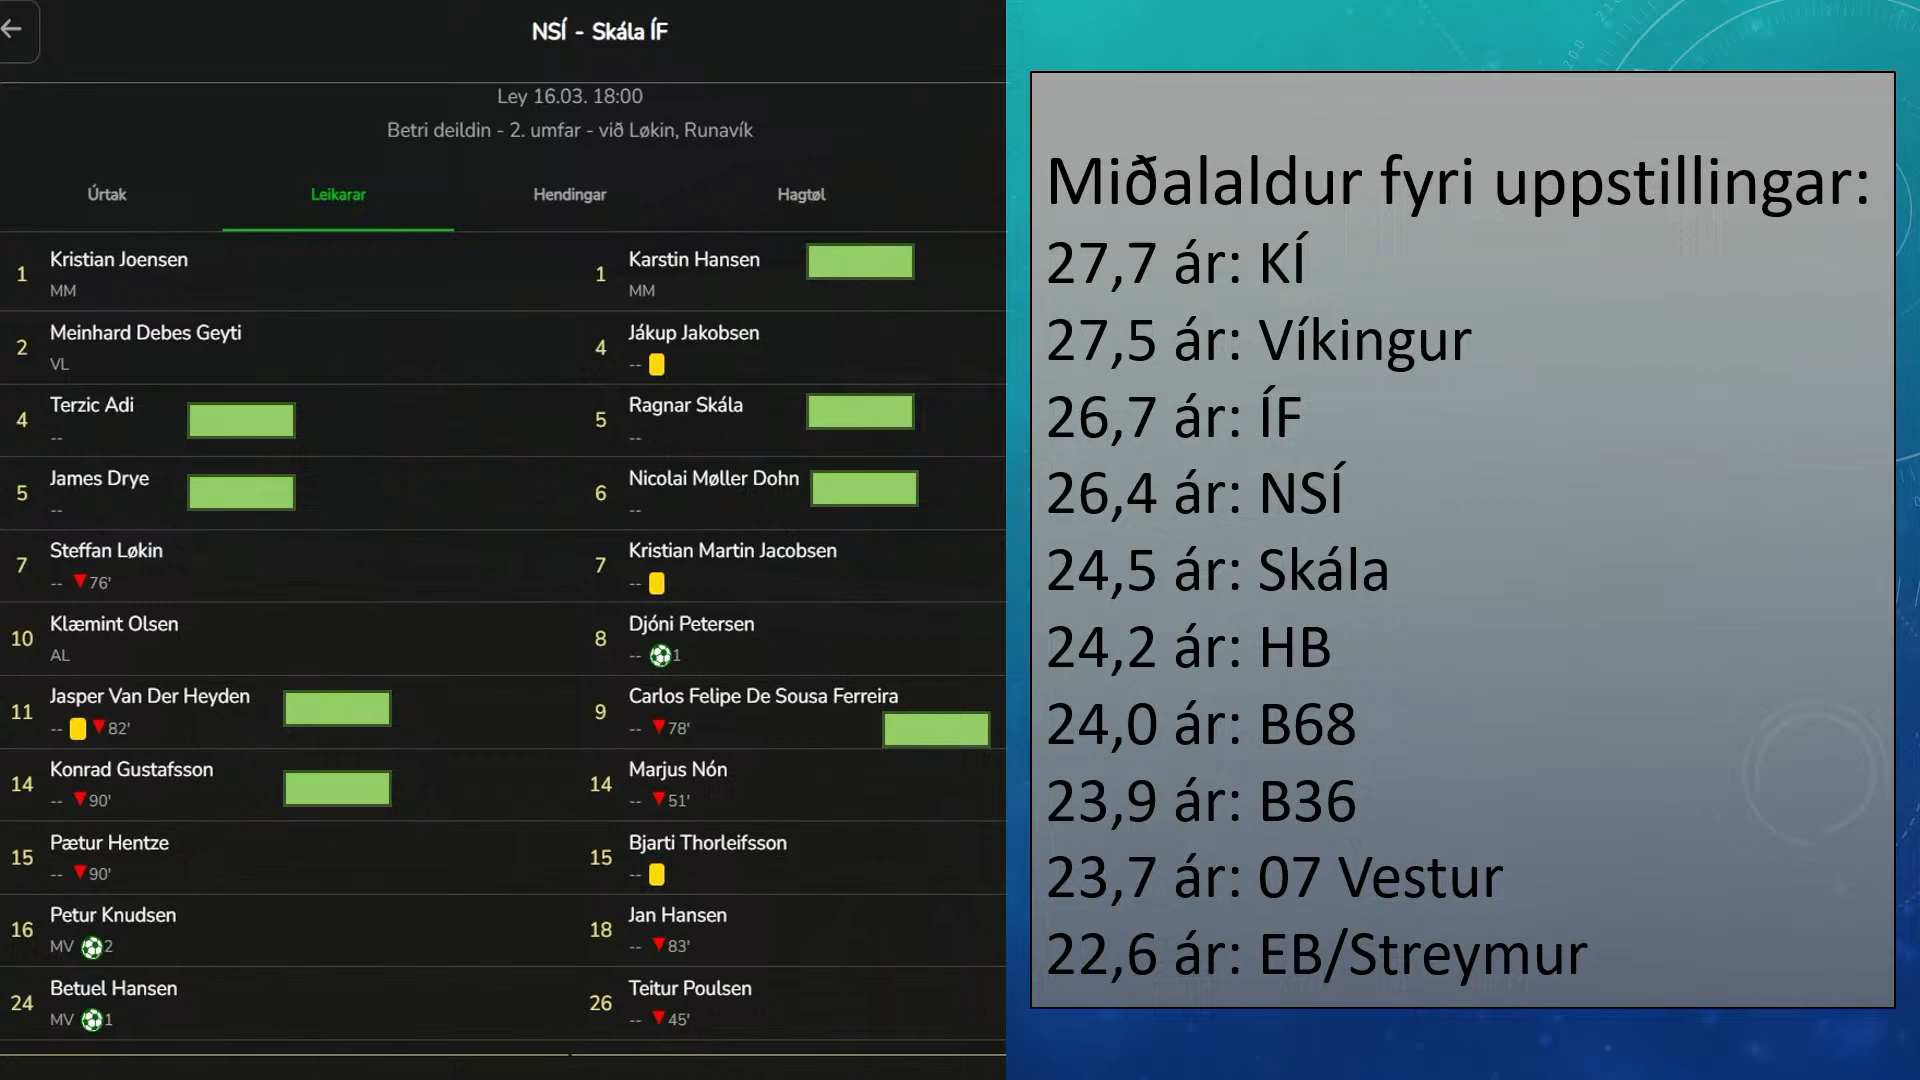 NSÍ - Skála ÍF
Ley 16.03. 18:00
Betri deildin - 2. umfar - við Løkin, Runavík
Úrtak
Leikarar
Hendingar
Hagtøl
1 Kristian Joensen
MM
2 Meinhard Debes Geyti
VL
4 Terzic Adi
--
5 James Drye
--
7 Steffan Løkin
-- 76'
10 Klæmint Olsen
AL
11 Jasper Van Der Heyden
-- 82'
14 Konrad Gustafsson
-- 90'
15 Pætur Hentze
-- 90'
16 Petur Knudsen
MV 2
24 Betuel Hansen
MV 1
1 Karstin Hansen
MM
4 Jákup Jakobsen
--
5 Ragnar Skála
--
6 Nicolai Møller Dohn
--
7 Kristian Martin Jacobsen
--
8 Djóni Petersen
-- 1
9 Carlos Felipe De Sousa Ferreira
-- 78'
14 Marjus Nón
-- 51'
15 Bjarti Thorleifsson
--
18 Jan Hansen
-- 83'
26 Teitur Poulsen
-- 45'
Miðalaldur fyri uppstillingar:
27,7 ár: KÍ
27,5 ár: Víkingur
26,7 ár: ÍF
26,4 ár: NSÍ
24,5 ár: Skála
24,2 ár: HB
24,0 ár: B68
23,9 ár: B36
23,7 ár: 07 Vestur
22,6 ár: EB/Streymur